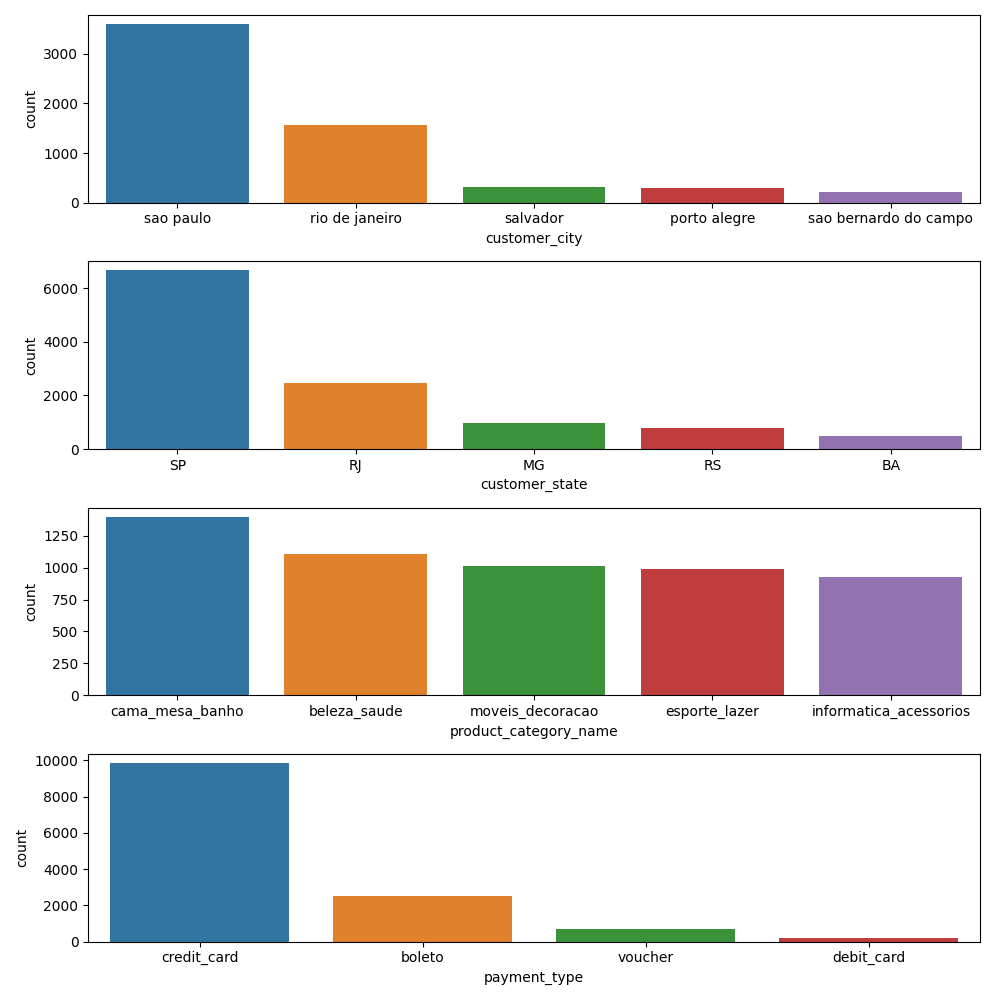 3000
2000
1000
0
count
sao paulo rio de janeiro salvador porto alegre sao bernardo do campo
customer_city
6000
4000
2000
0
count
SP RJ MG RS BA
customer_state
1250
1000
750
500
250
0
count
cama_mesa_banho beleza_saude moveis_decoracao esporte_lazer informatica_acessorios
product_category_name
10000
8000
6000
4000
2000
0
count
credit_card boleto voucher debit_card
payment_type